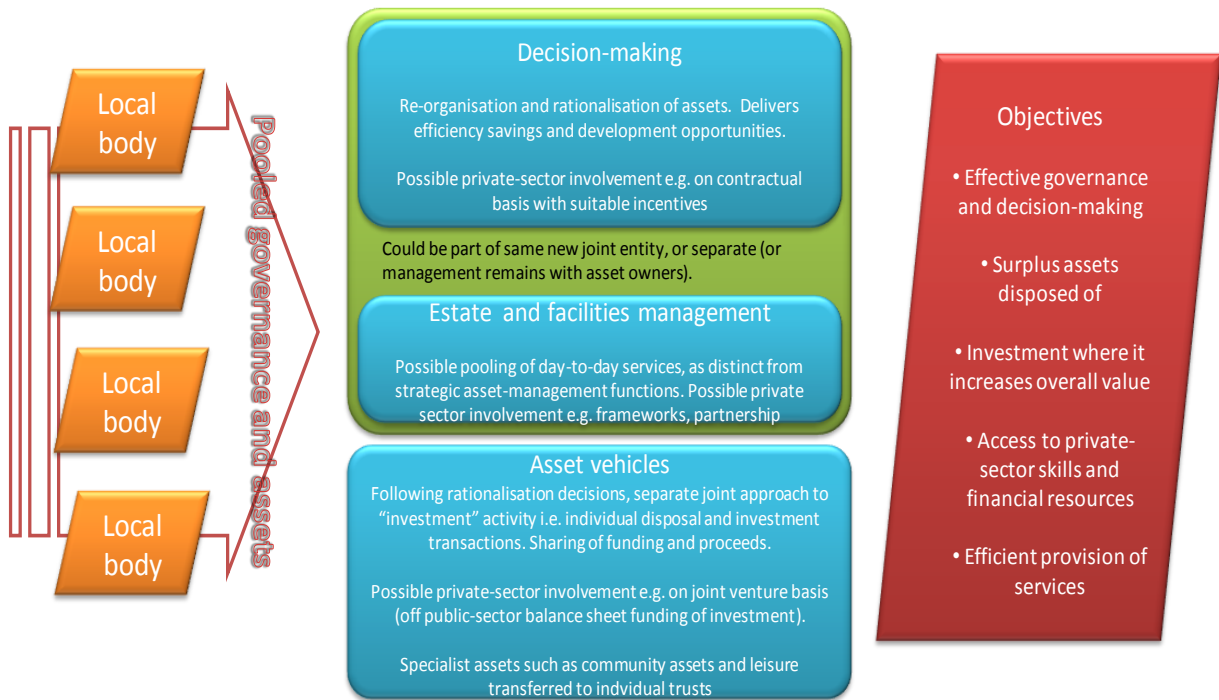 Local
body
Local
body
Local
body
Local
body
Pooled governance and assets
Decision-making
Re-organisation and rationalisation of assets.  Delivers
efficiency savings and development opportunities.
Possible private-sector involvement e.g. on contractual
basis with suitable incentives
Could be part of same new joint entity, or separate (or
management remains with asset owners).
Estate and facilities management
Possible pooling of day-to-day services, as distinct from
strategic asset-management functions. Possible private
sector involvement e.g. frameworks, partnership
Asset vehicles
Following rationalisation decisions, separate joint approach to
“investment” activity i.e. individual disposal and investment
transactions. Sharing of funding and proceeds.
Possible private-sector involvement e.g. on joint venture basis
(off public-sector balance sheet funding of investment).
Specialist assets such as community assets and leisure
transferred to indvidual trusts
Objectives
• Effective governance
and decision-making
• Surplus assets
disposed of
• Investment where it
increases overall value
• Access to private-
sector skills and
financial resources
• Efficient provision of
services